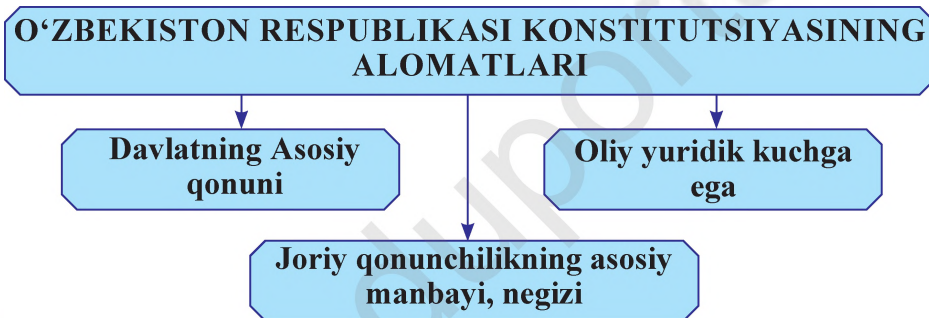 O‘ZBEKISTON RESPUBLIKASI KONSTITUTSIYASINING
ALOMATLARI
Davlatning Asosiy
qonuni
Oliy yuridik kuchga
ega
Joriy qonunchilikning asosiy
manbayi, negizi